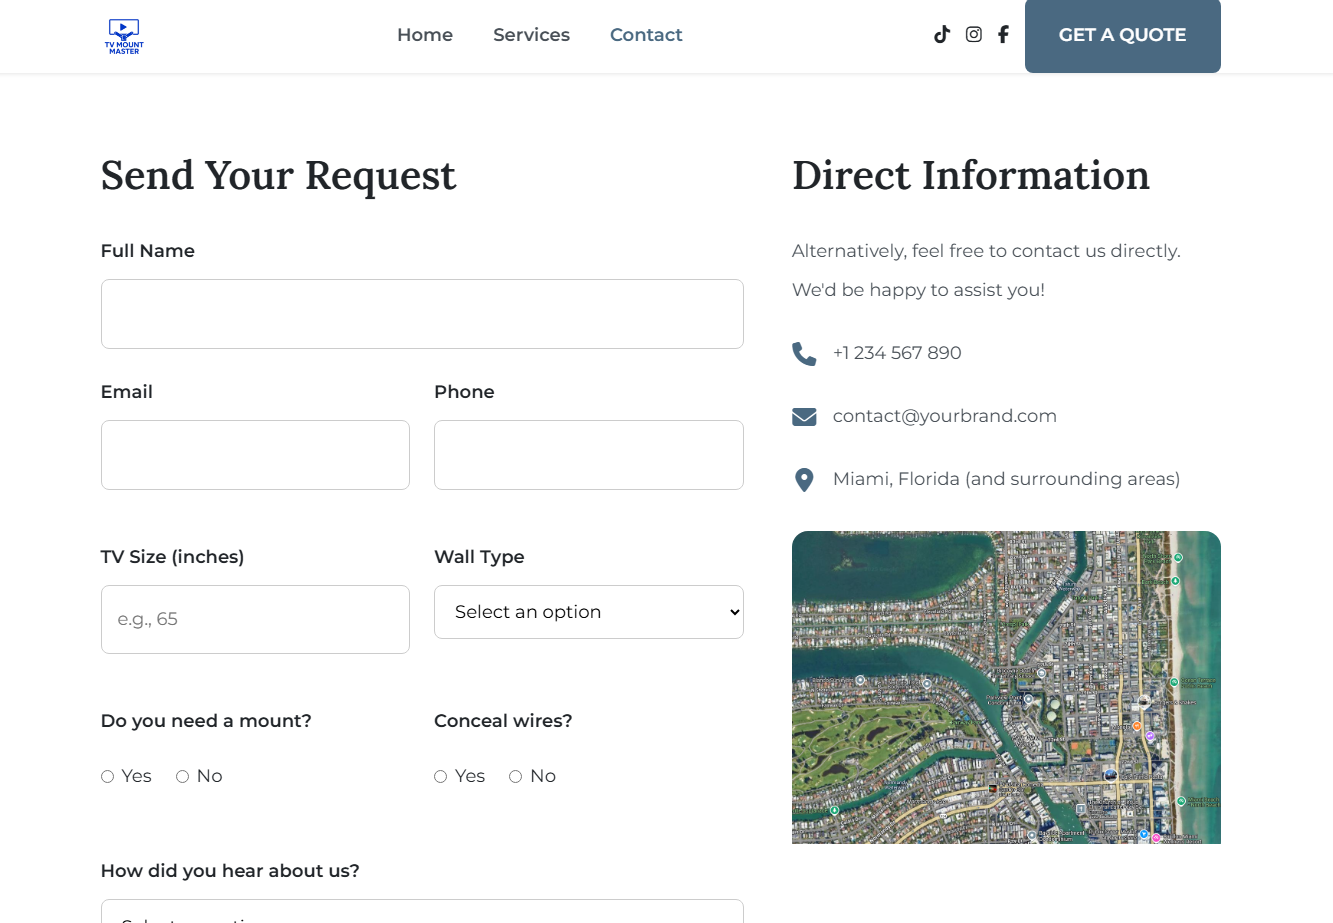 TV MOUNT
MASTER
Home
Services
Contact
GET A QUOTE
Send Your Request
Full Name
Email
Phone
TV Size (inches)
Wall Type
e.g., 65
Select an option
Do you need a mount?
Conceal wires?
Yes
No
Yes
No
How did you hear about us?
Direct Information
Alternatively, feel free to contact us directly.
We'd be happy to assist you!
+1 234 567 890
contact@yourbrand.com
Miami, Florida (and surrounding areas)